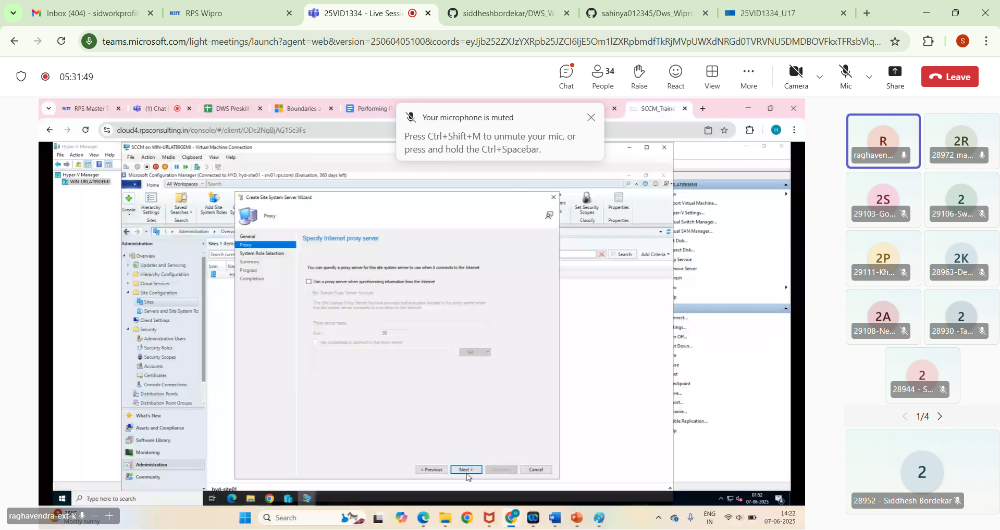 Inbox (404) - sidworkprofil
NIIT RPS Wipro
25VID1334 - Live Sessi
siddheshbordekar/DWS_W
sahinya012345/Dws_Wipro
25VID1334_U17
teams.microsoft.com/light-meetings/launch?agent=web&version=25060405100&coords=eyJjb252ZXJzYXRpb25JZCI6IjE5Om1lZXRpbmdfTkRjMVpUWXdNRGd0TVRVNU5DMDBOVFkxTFRsbVlq...
S
05:31:49
Chat
34
People
Raise
React
View
More
Camera
Mic
Share
Leave
NIIT RPS Master T
(1) Chat
DWS Preskill
Boundaries a
Performing P
SCCM_Traine
cloud4.rpsconsulting.in/console/#/client/ODc2NgBjAG15c3Fs
H
Your microphone is muted
Press Ctrl+Shift+M to unmute your mic, or
press and hold the Ctrl+Spacebar.
Hyper-V Manager
File Action View Help
Hyper-V Manager
WIN-URLAT89GEMJ
SCCM on WIN-URLAT89GEMJ - Virtual Machine Connection
File Action Media Clipboard View Help
Microsoft Configuration Manager (Connected to HYD, hyd-site01 - srv01.rps.com) (Evaluation, 360 days left)
Home All Workspaces Search
Create
Hierarchy
Settings
Sites
Saved
Searches
Search
Add Site
System Roles
Set Security
Scopes
Classify
Properties
Properties
\ Administration Overvi
Administration
Overview
Updates and Servicing
Hierarchy Configuration
Cloud Services
Site Configuration
Sites
Servers and Site System Ro
Client Settings
Security
Administrative Users
Security Roles
Security Scopes
Accounts
Certificates
Console Connections
Distribution Points
Distribution Point Groups
What's New
Assets and Compliance
Software Library
Monitoring
Administration
Community
Sites 1 items
Search curre
Search
Add Criteria
Icon Na
HY
hyd-site01
Create Site System Server Wizard
Proxy
General
Proxy
System Role Selection
Summary
Progress
Completion
Specify Internet proxy server
You can specify a proxy server for this site system server to use when it connects to the Internet
Use a proxy server when synchronizing information from the Internet
Site System Proxy Server Account
The Site System Proxy Server Account provides authenticated access to the proxy server when
this site system server connects to a location on the Internet
Proxy server name
Port
80
Use credentials to connect to the proxy server
Set
< Previous
Next >
Summary
Cancel
LAT89GEMJ
w
port Virtual Machine...
per-V Settings...
ual Switch Manager...
ual SAN Manager...
t Disk...
pect Disk...
p Service
move Server
resh
w
lp
nnect...
tings...
n Off...
ut Down...
re
use
et
eckpoint
ve...
port...
name...
ble Replication...
lp
Type here to search
01:52
07-06-2025
4
raghavendra-ext-k
25°C
Mostly sunny
Search
ENG
IN
14:22
07-06-2025
R
raghaven...
2R
28972 ma...
2S
29103-Go...
2
29106-Sw...
2P
29111-Kh...
2K
28963-De...
2A
29108-Ne...
2
28930 -Ta...
2
28944 - S...
1/4
2
28952 - Siddhesh Bordekar